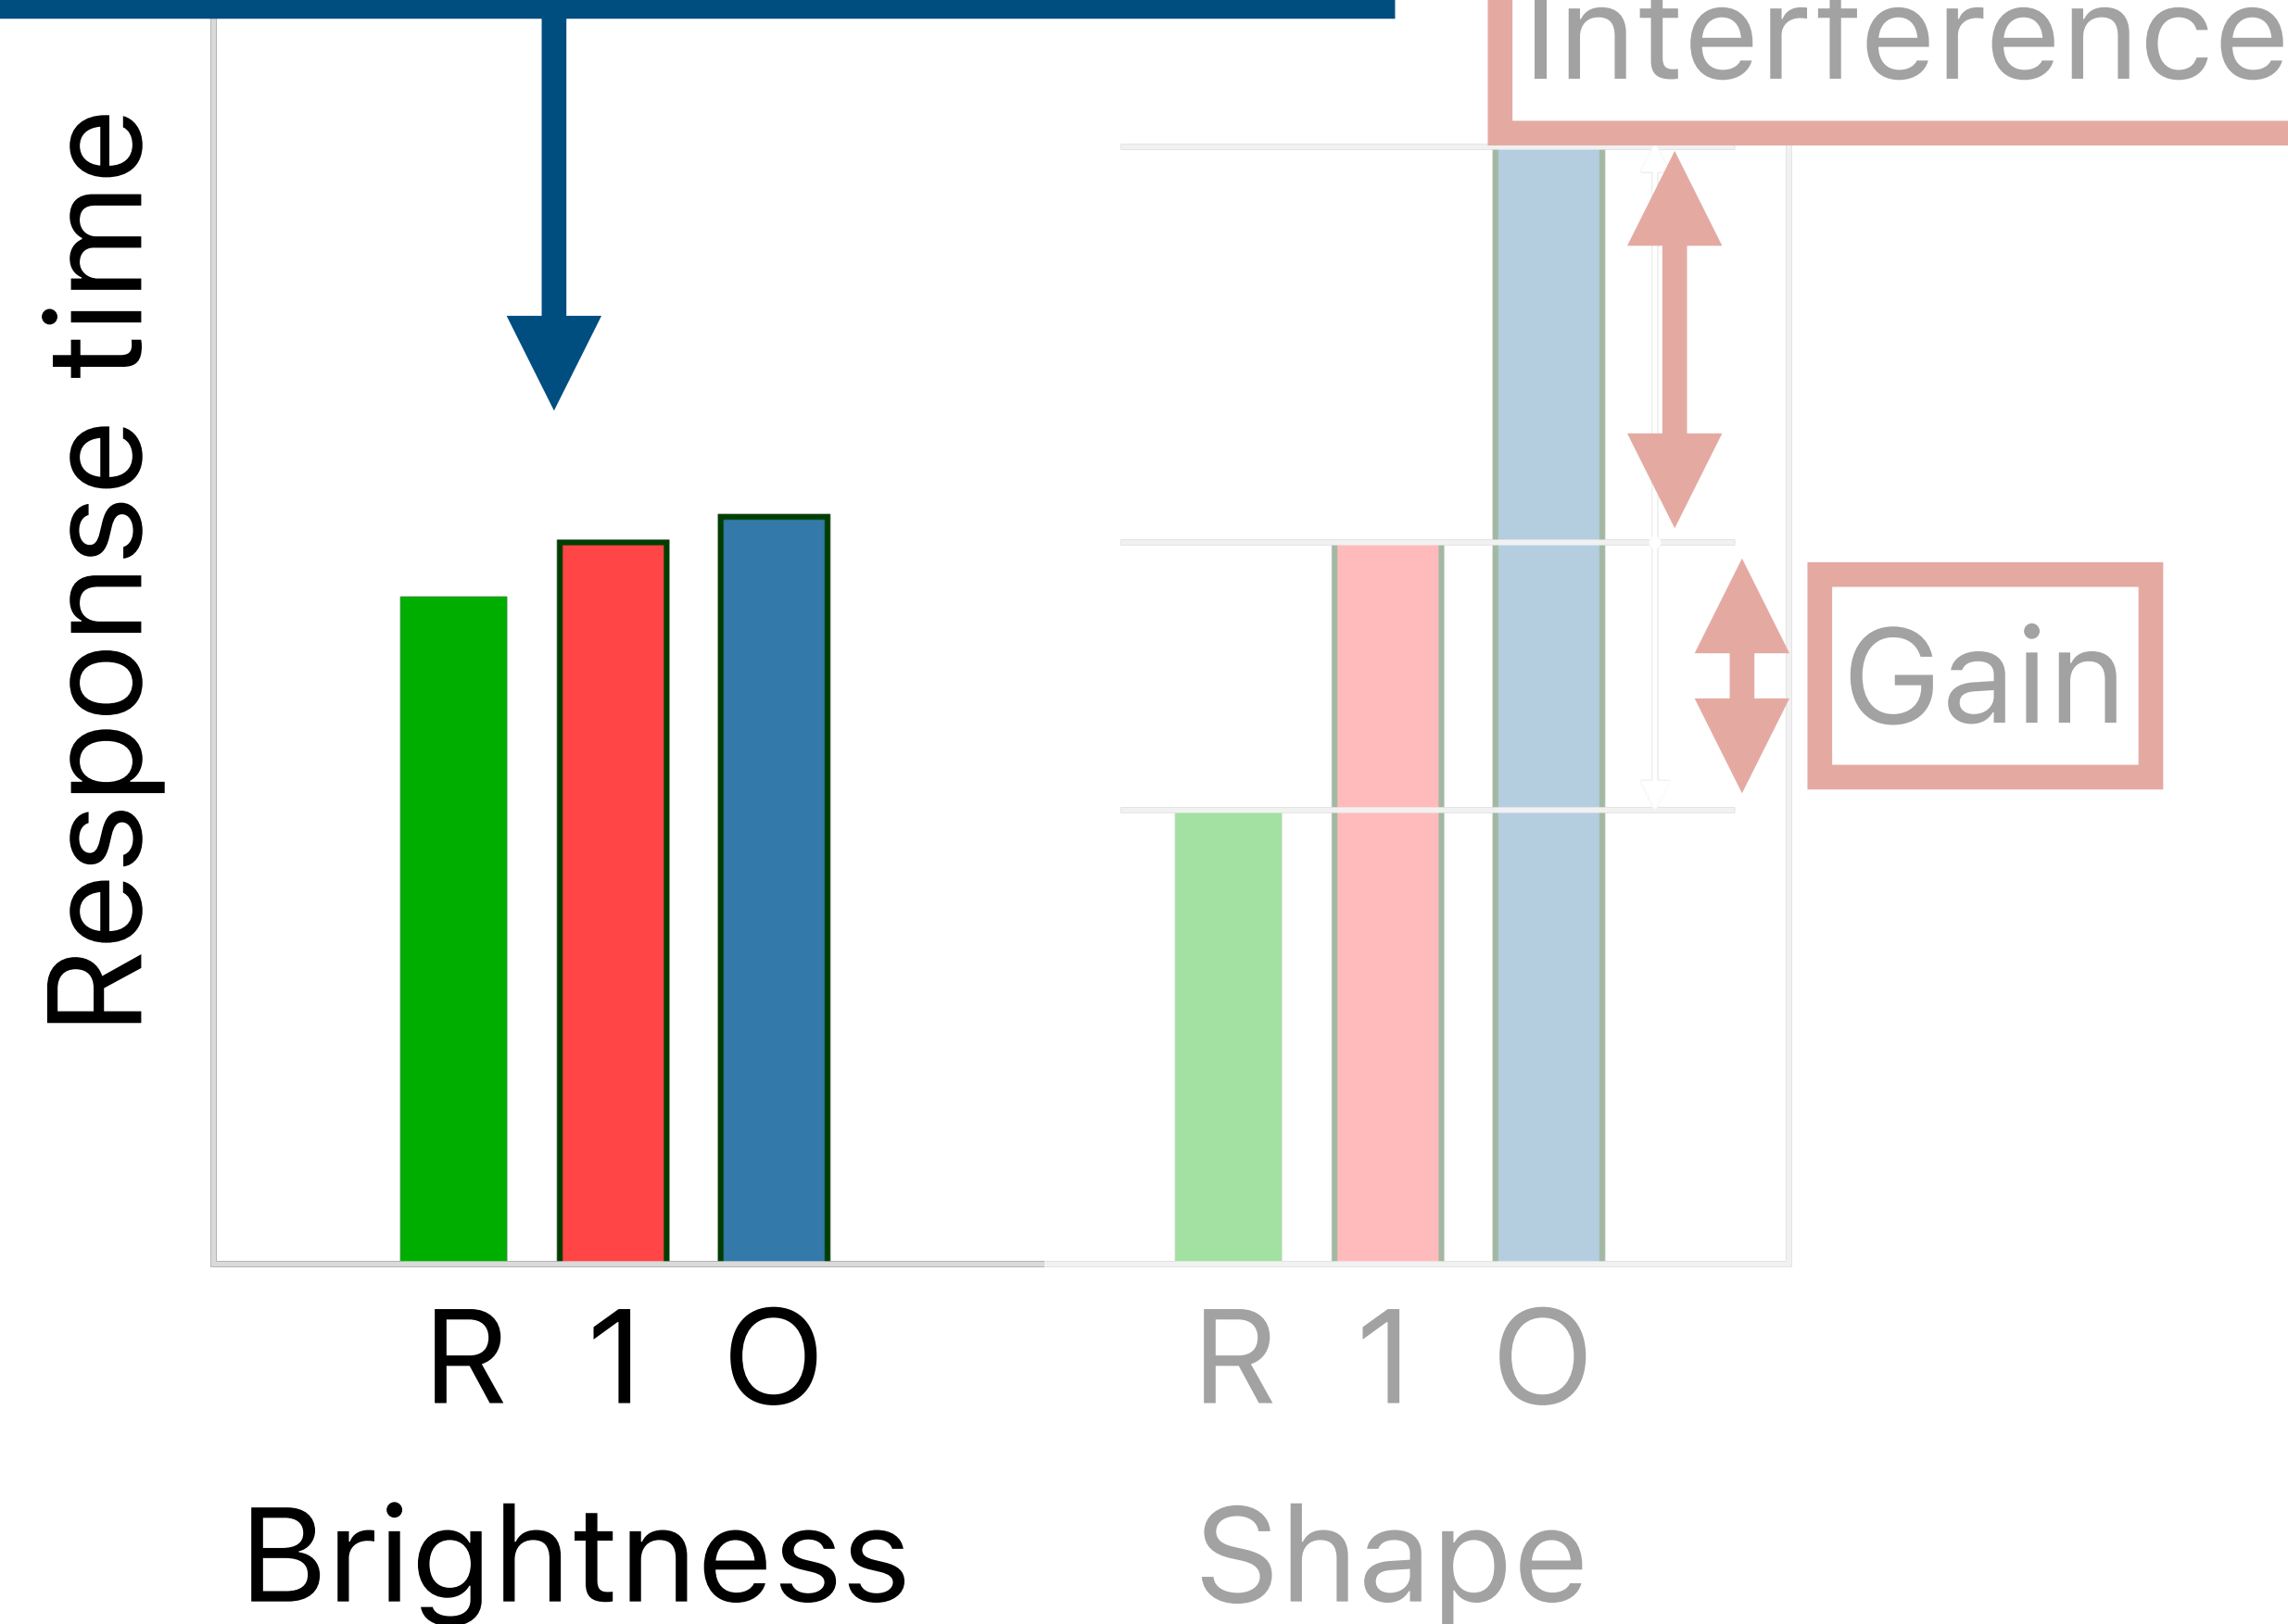 Interference
Response time
Gain
R 1 O R 1 O
Brightness Shape